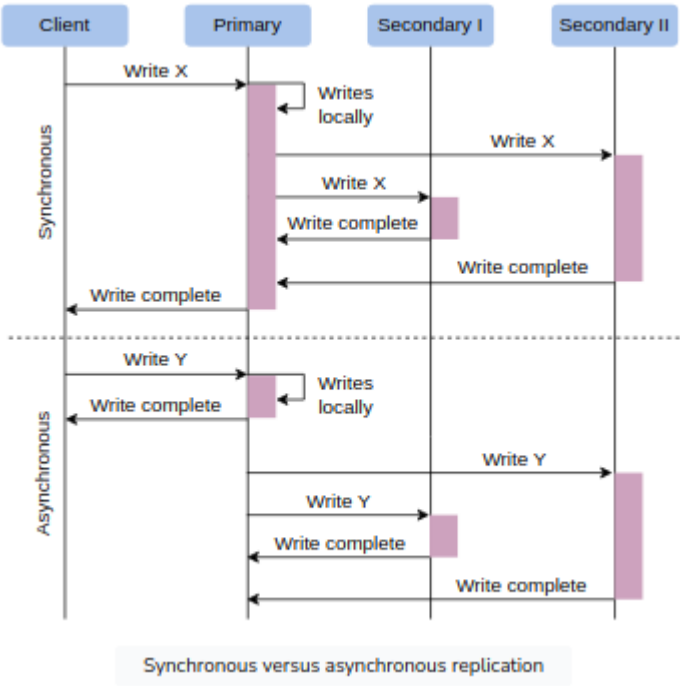 Client
Primary
Secondary I
Secondary II
Write X
Writes
locally
Write X
Write X
Write complete
Write complete
Write complete
Synchronous
Write Y
Writes
locally
Write complete
Write Y
Write Y
Write complete
Write complete
Asynchronous
Synchronous versus asynchronous replication